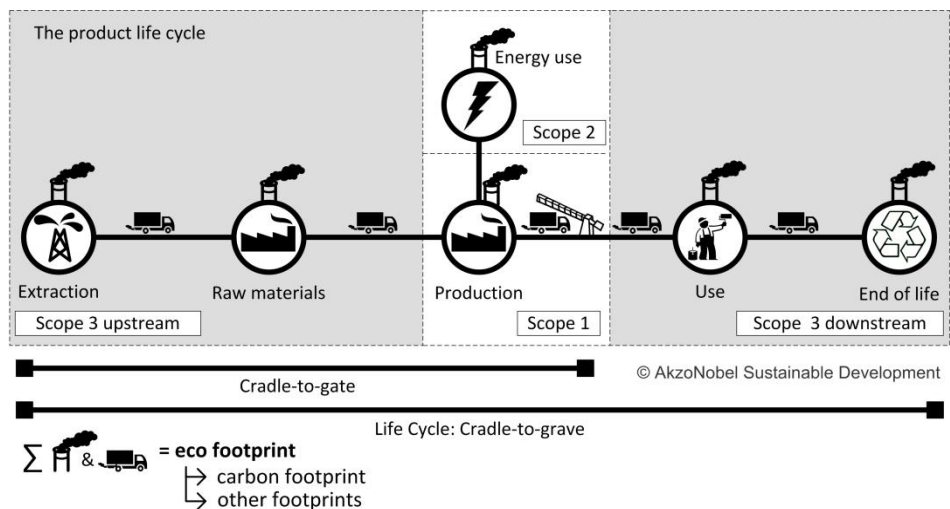 The product life cycle
Energy use
Scope 2
Extraction
Raw materials
Production
Use
End of life
Scope 3 upstream
Scope 1
Scope 3 downstream
Cradle-to-gate
© AkzoNobel Sustainable Development
Life Cycle: Cradle-to-grave
∑ & = eco footprint
carbon footprint
other footprints